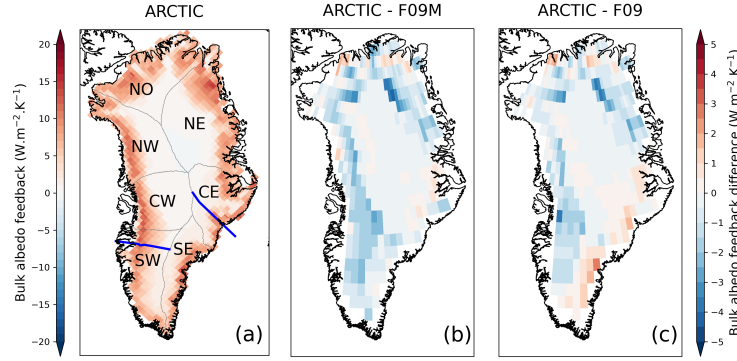 ARCTIC
ARCTIC - F09M
ARCTIC - F09
Bulk albedo feedback (W.m⁻².K⁻¹)
20
15
10
5
0
−5
−10
−15
−20
NO
NE
NW
CE
CW
SE
SW
(a)
(b)
(c)
5
4
3
2
1
0
−1
−2
−3
−4
−5
Bulk albedo feedback difference (W.m⁻².K⁻¹)